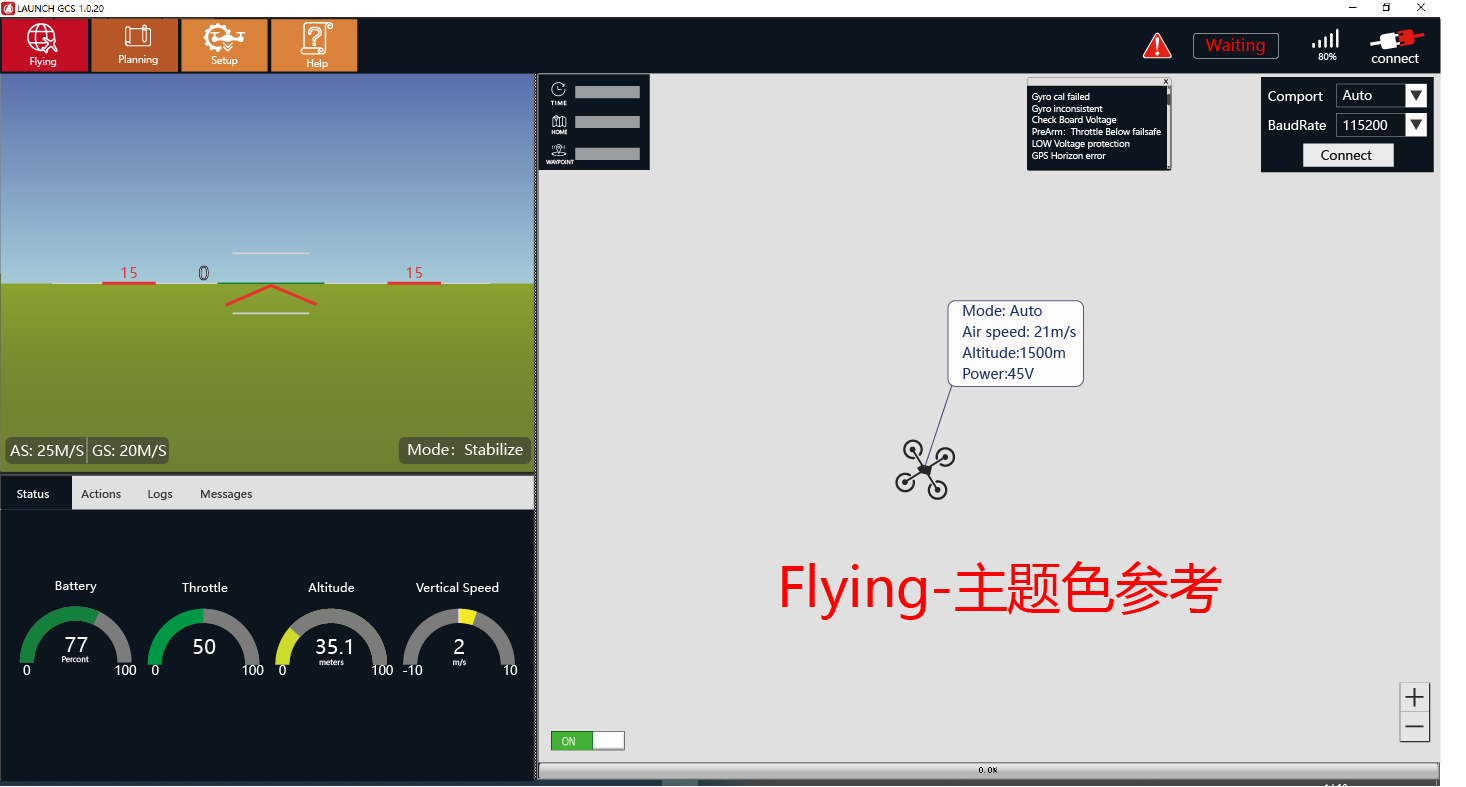 LAUNCH GCS 1.0.20
Flying
Planning
Setup
Help
Waiting
80%
connect
15
0
15
AS: 25M/S
GS: 20M/S
Mode: Stabilize
TIME
HOME
WAYPOINT
Gyro cal failed
Gyro inconsistent
Check Board Voltage
PreArm: Throttle Below failsafe
LOW Voltage protection
GPS Horizon error
Comport
Auto
BaudRate
115200
Connect
Mode: Auto
Air speed: 21m/s
Altitude:1500m
Power:45V
Flying-主题色参考
Status
Actions
Logs
Messages
Battery
77
Percont
0
100
Throttle
50
0
100
Altitude
35.1
meters
0
100
Vertical Speed
2
m/s
-10
10
ON
0.0%